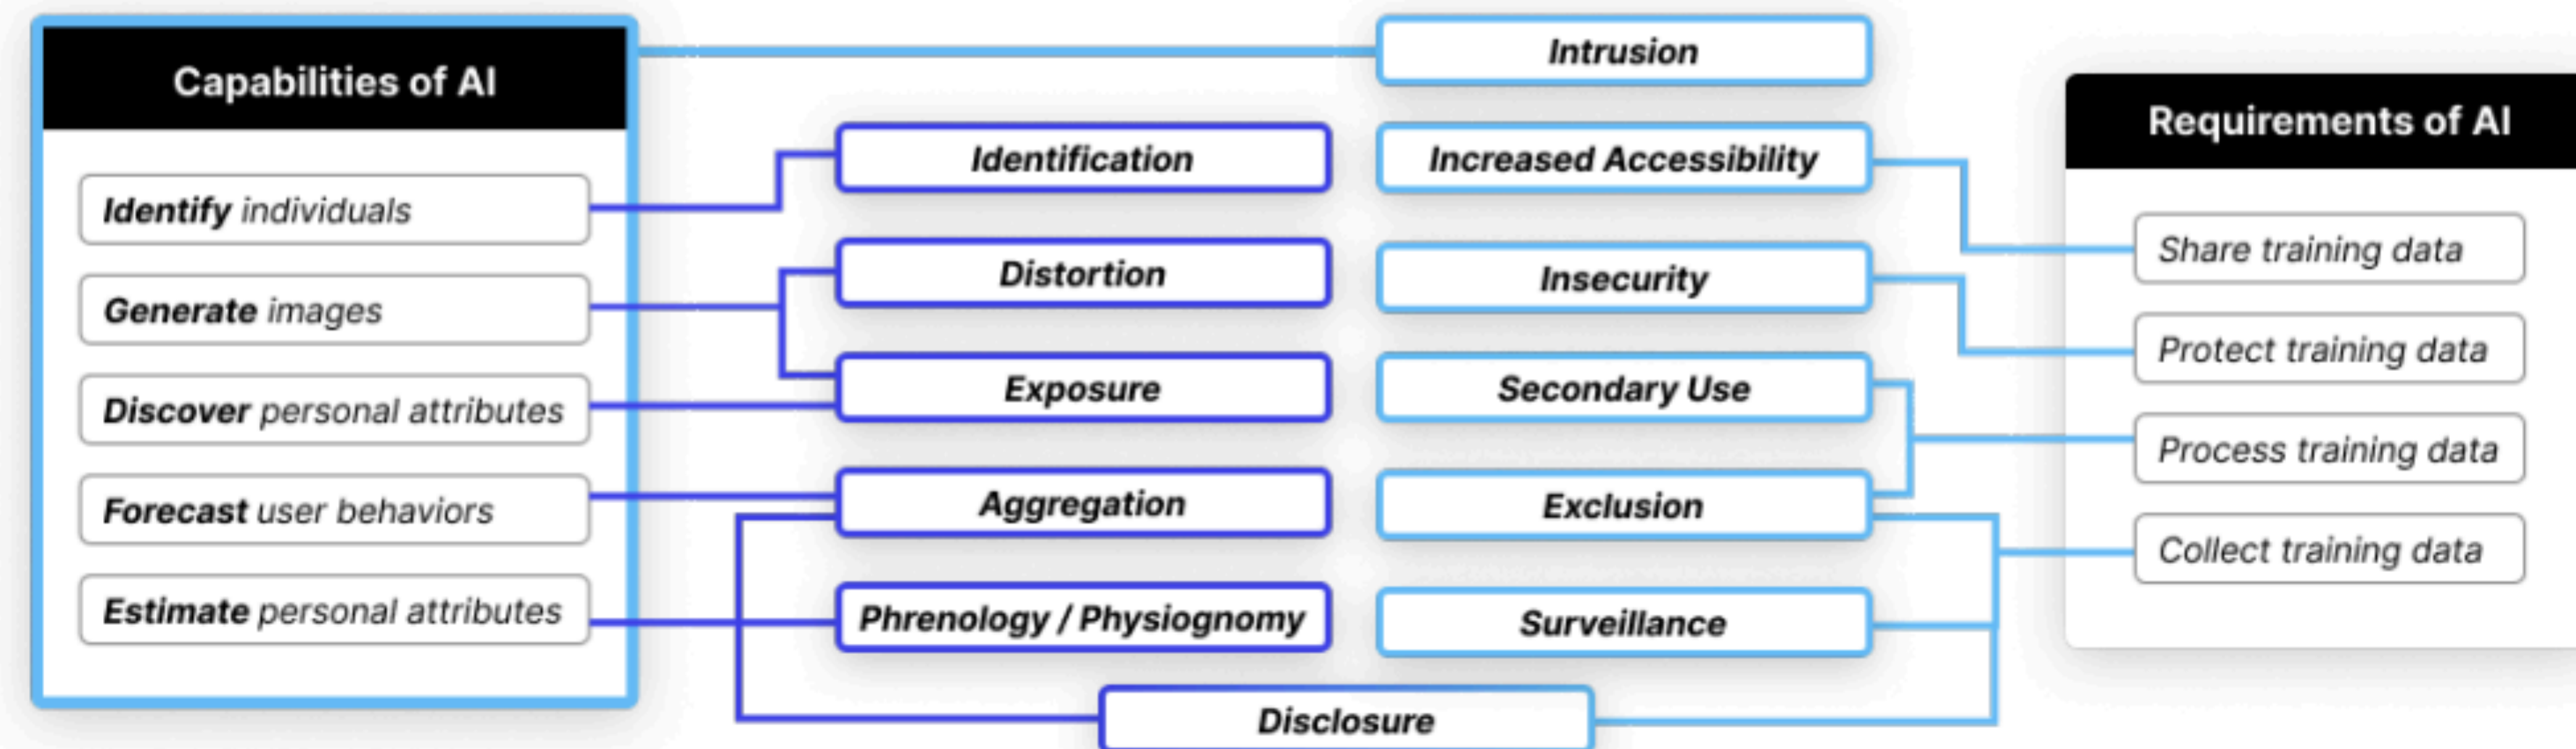 Capabilities of AI
Identify individuals
Generate images
Discover personal attributes
Forecast user behaviors
Estimate personal attributes
Identification
Distortion
Exposure
Aggregation
Phrenology / Physiognomy
Disclosure
Intrusion
Increased Accessibility
Insecurity
Secondary Use
Exclusion
Surveillance
Requirements of AI
Share training data
Protect training data
Process training data
Collect training data